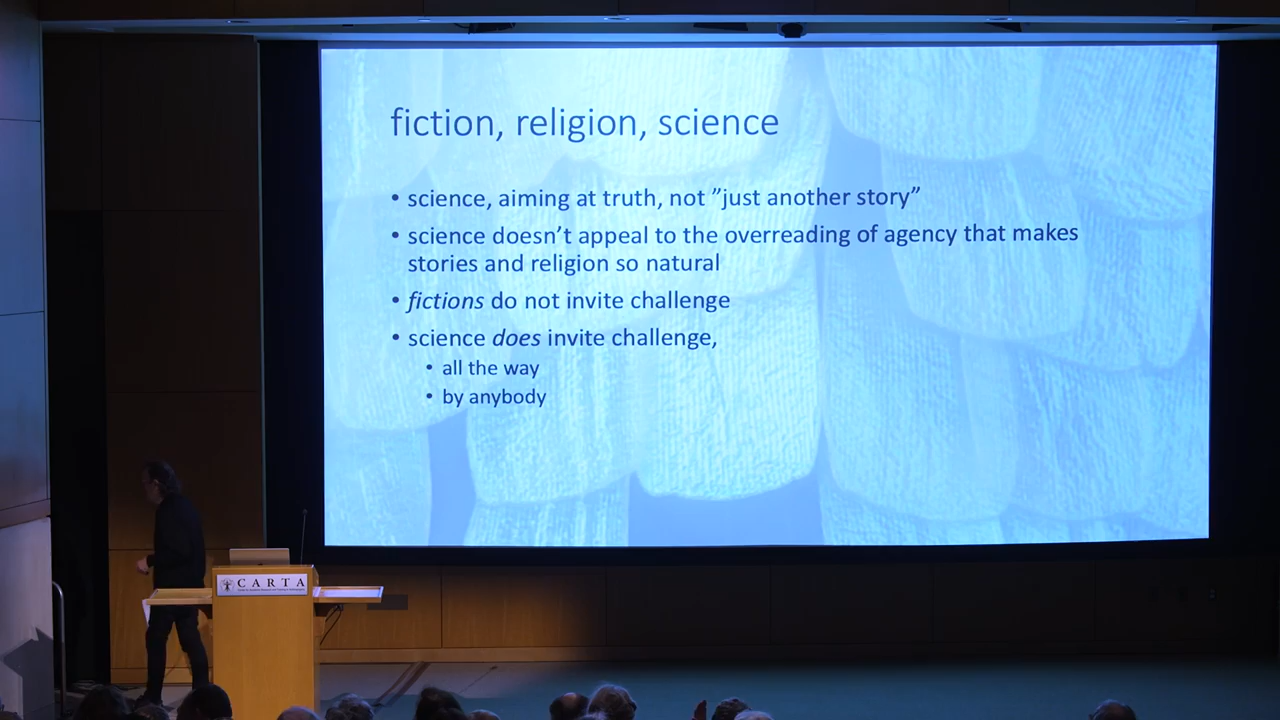 fiction, religion, science
• science, aiming at truth, not ”just another story”
• science doesn’t appeal to the overreading of agency that makes
stories and religion so natural
• fictions do not invite challenge
• science does invite challenge,
• all the way
• by anybody
CARTA